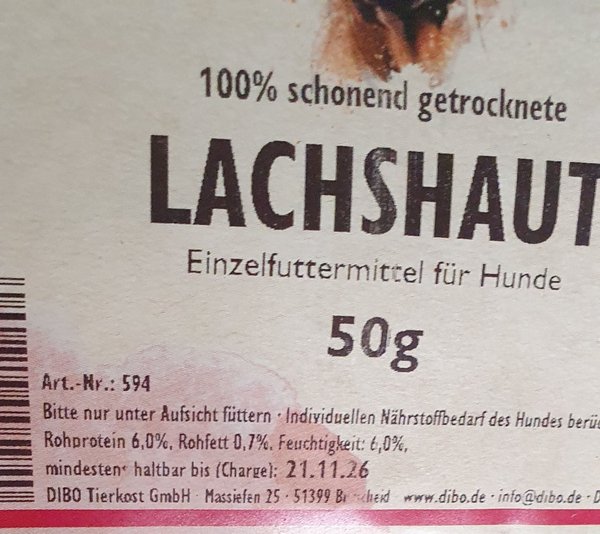 100% schonend getrocknete
LACHSHAUT
Einzelfuttermittel für Hunde
50g
Art.-Nr.: 594
Bitte nur unter Aufsicht füttern · Individuellen Nährstoffbedarf des Hundes
Rohprotein 6,0%, Rohfett 0,7%, Feuchtigkeit: 6,0%,
mindestens haltbar bis (Charge): 21.11.26
DIBO Tierkost GmbH · Massiefen 25 · 51399 · www.dibo.de · info@dibo.de ·